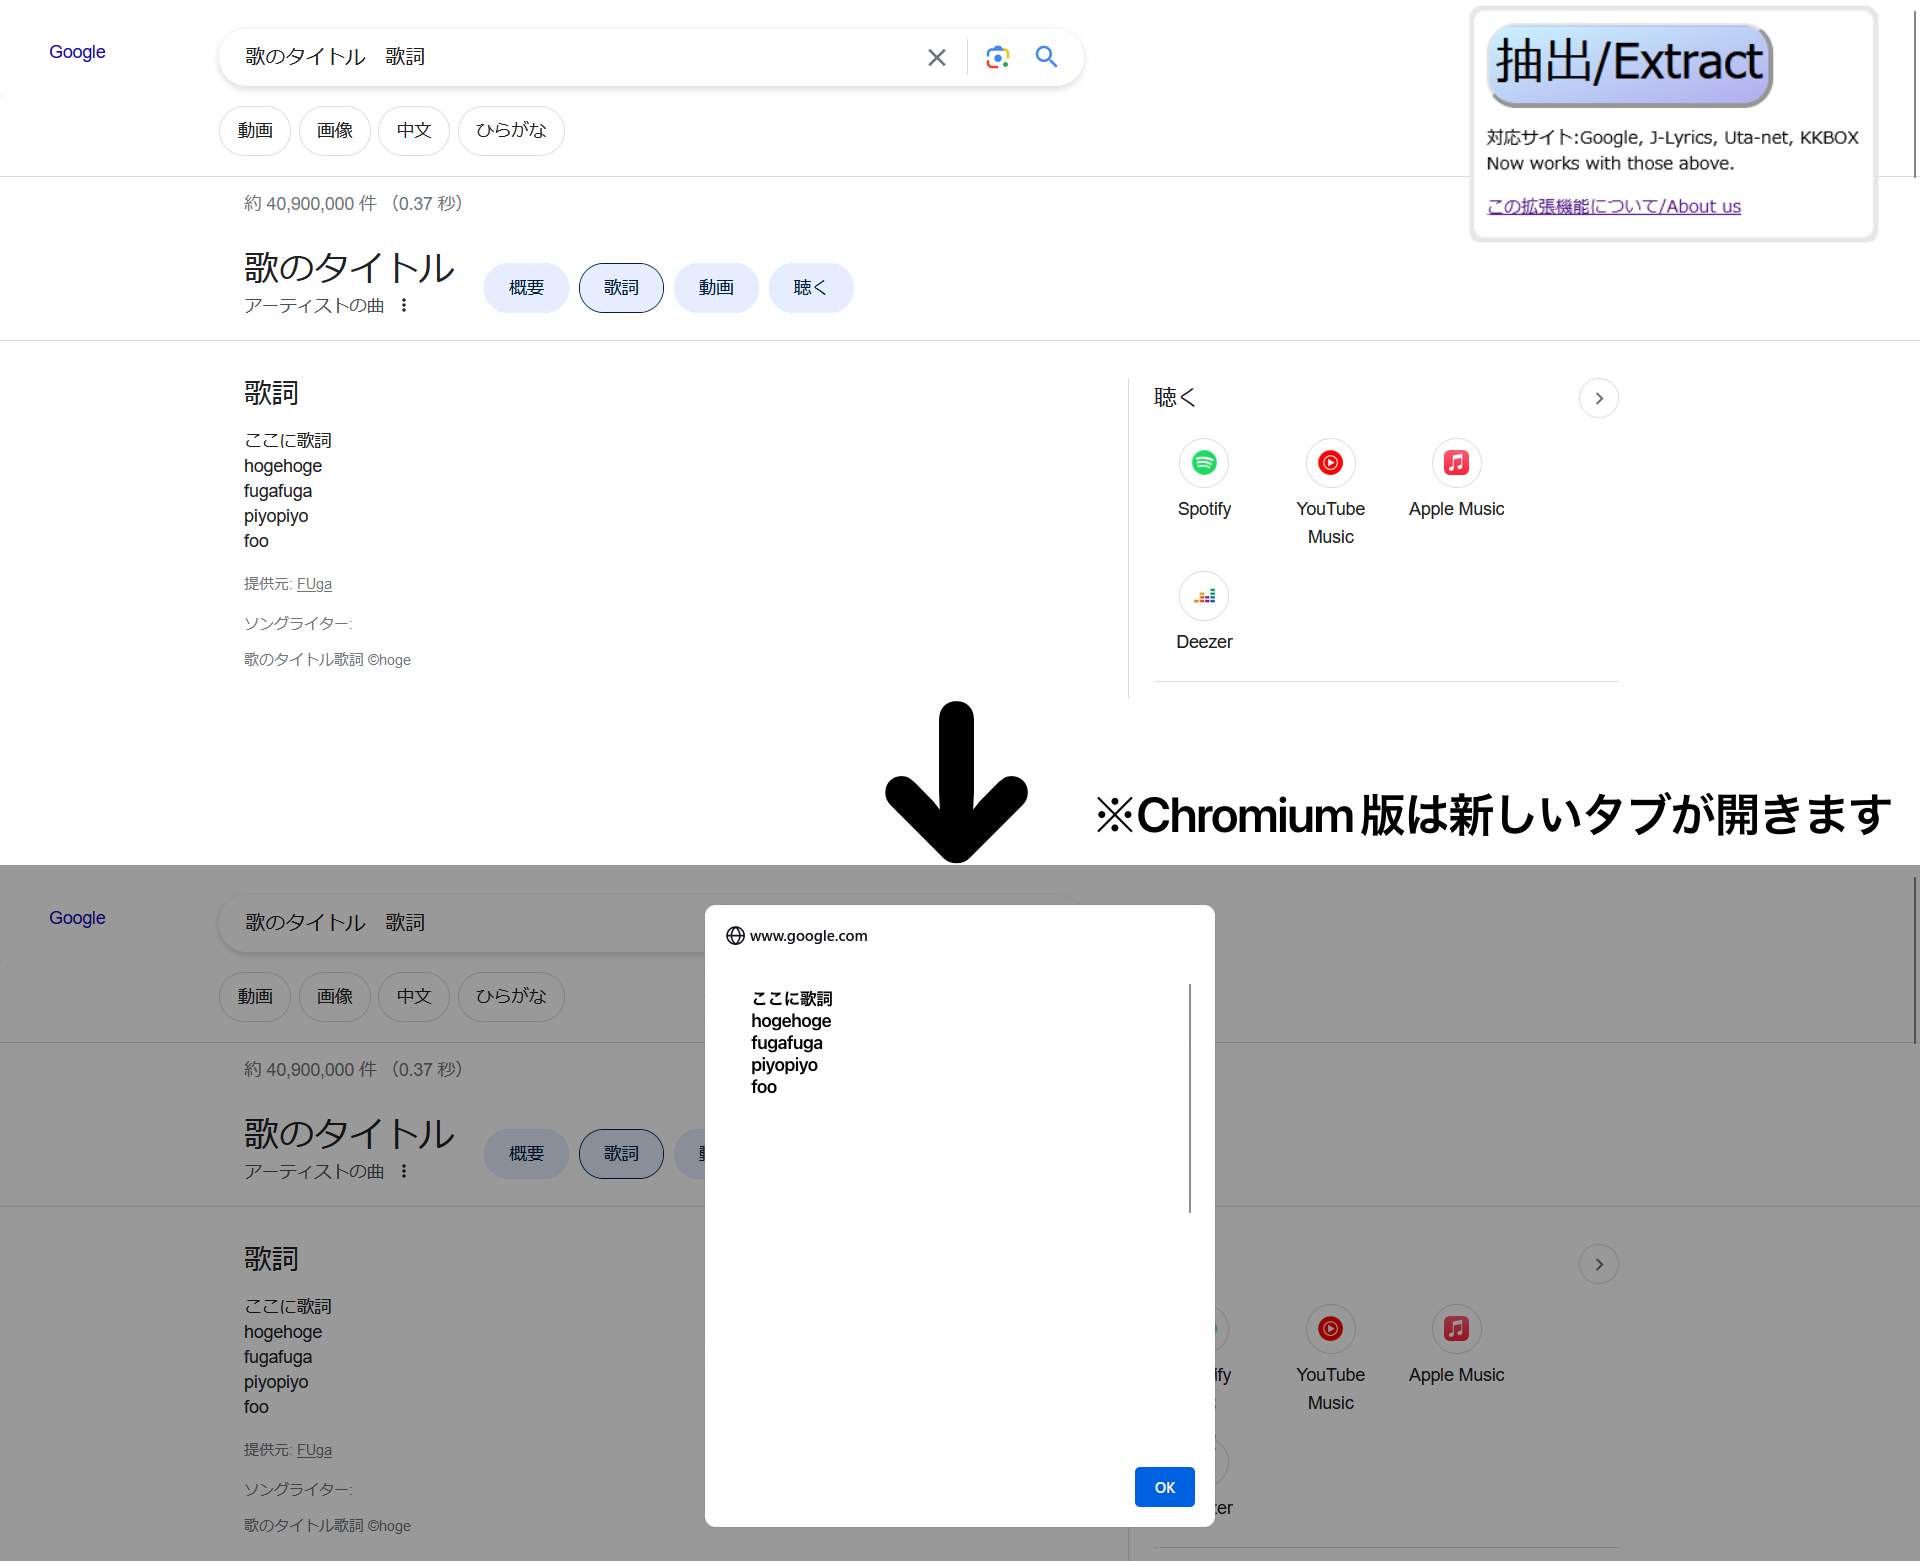 Google
歌のタイトル　歌詞
動画 画像 中文 ひらがな
抽出/Extract
対応サイト:Google, J-Lyrics, Uta-net, KKBOX
Now works with those above.
この拡張機能について/About us
約 40,900,000 件 （0.37 秒）
歌のタイトル
アーティストの曲
概要 歌詞 動画 聴く
歌詞
ここに歌詞
hogehoge
fugafuga
piyopiyo
foo
提供元: FUga
ソングライター:
歌のタイトル歌詞 ©hoge
聴く
Spotify
YouTube
Music
Apple Music
Deezer
※Chromium版は新しいタブが開きます
Google
歌のタイトル　歌詞
動画 画像 中文 ひらがな
約 40,900,000 件 （0.37 秒）
歌のタイトル
アーティストの曲
概要 歌詞
歌詞
ここに歌詞
hogehoge
fugafuga
piyopiyo
foo
提供元: FUga
ソングライター:
歌のタイトル歌詞 ©hoge
www.google.com
ここに歌詞
hogehoge
fugafuga
piyopiyo
foo
OK
YouTube
Music
Apple Music